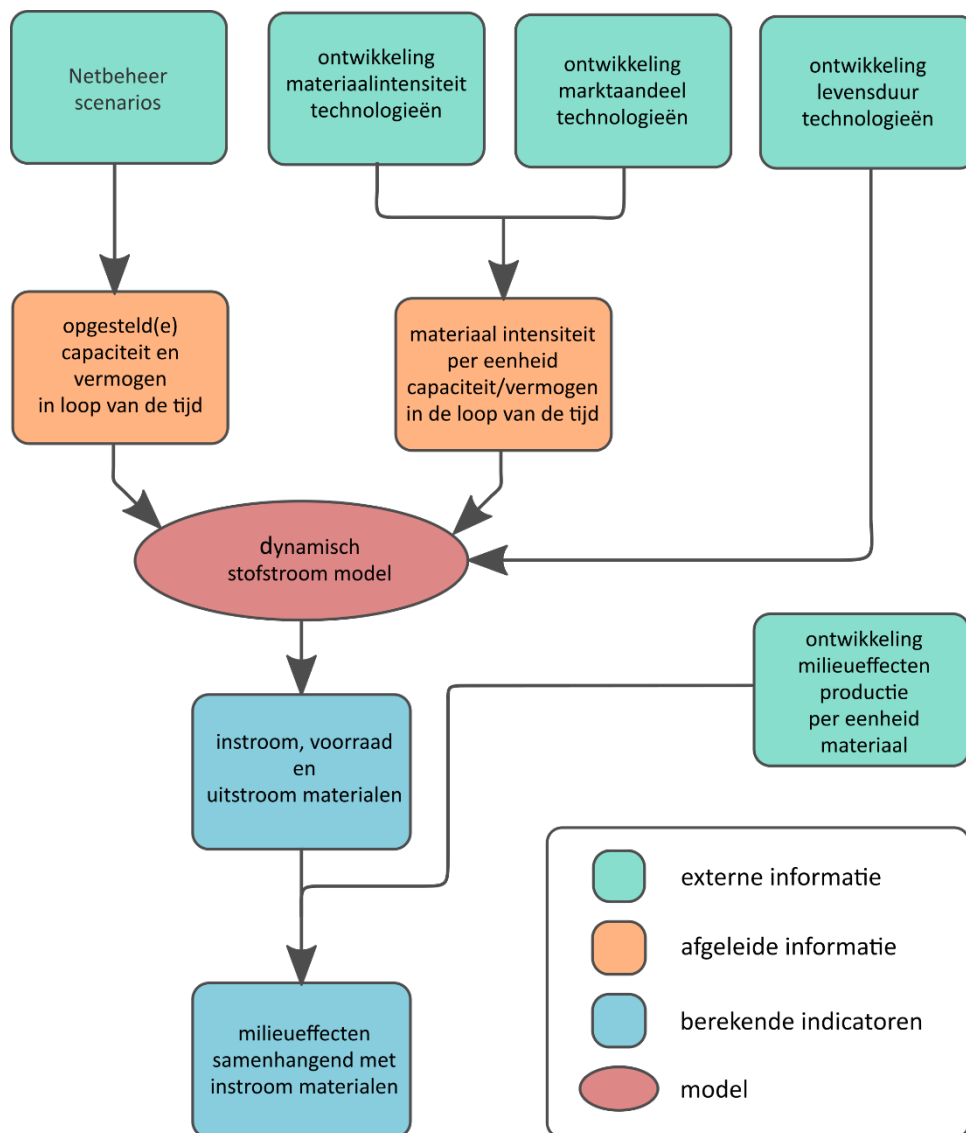 Netbeheer
scenarios
ontwikkeling
materiaalintensiteit
technologieën
ontwikkeling
marktaandeel
technologieën
ontwikkeling
levensduur
technologieën
opgesteld(e)
capaciteit en
vermogen
in loop van de tijd
materiaal intensiteit
per eenheid
capaciteit/vermogen
in de loop van de tijd
dynamisch
stofstroom model
ontwikkeling
milieueffecten
productie
per eenheid
materiaal
instroom, voorraad
en
uitstroom materialen
milieueffecten
samenhangend met
instroom materialen
externe informatie
afgeleide informatie
berekende indicatoren
model